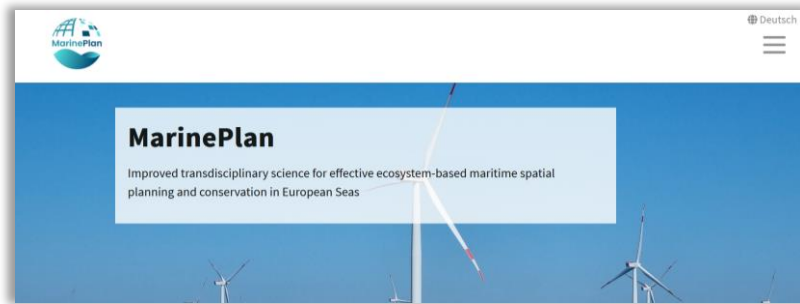 Deutsch
MarinePlan
MarinePlan
Improved transdisciplinary science for effective ecosystem-based maritime spatial
planning and conservation in European Seas